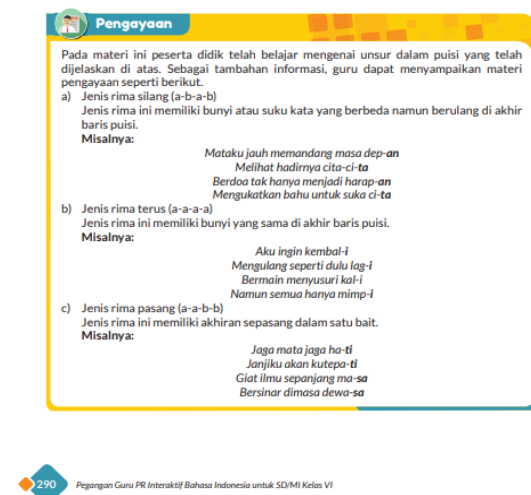 Pengayaan
Pada materi ini peserta didik telah belajar mengenai unsur dalam puisi yang telah
dijelaskan di atas. Sebagai tambahan informasi, guru dapat menyampaikan materi
pengayaan seperti berikut.
a) Jenis rima silang (a-b-a-b)
Jenis rima ini memiliki bunyi atau suku kata yang berbeda namun berulang di akhir
baris puisi.
Misalnya:
Mataku jauh memandang masa dep-an
Melihat hadirnya cita-ci-ta
Berdoa tak hanya menjadi harap-an
Mengukatkan bahu untuk suka ci-ta
b) Jenis rima terus (a-a-a-a)
Jenis rima ini memiliki bunyi yang sama di akhir baris puisi.
Misalnya:
Aku ingin kembal-i
Mengulang seperti dulu lag-i
Bermain menyusuri kal-i
Namun semua hanya mimp-i
c) Jenis rima pasang (a-a-b-b)
Jenis rima ini memiliki akhiran sepasang dalam satu bait.
Misalnya:
Jaga mata jaga ha-ti
Janjiku akan kutepa-ti
Giat ilmu sepanjang ma-sa
Bersinar dimasa dewa-sa
290 Pegangan Guru PR Interaktif Bahasa Indonesia untuk SD/MI Kelas VI